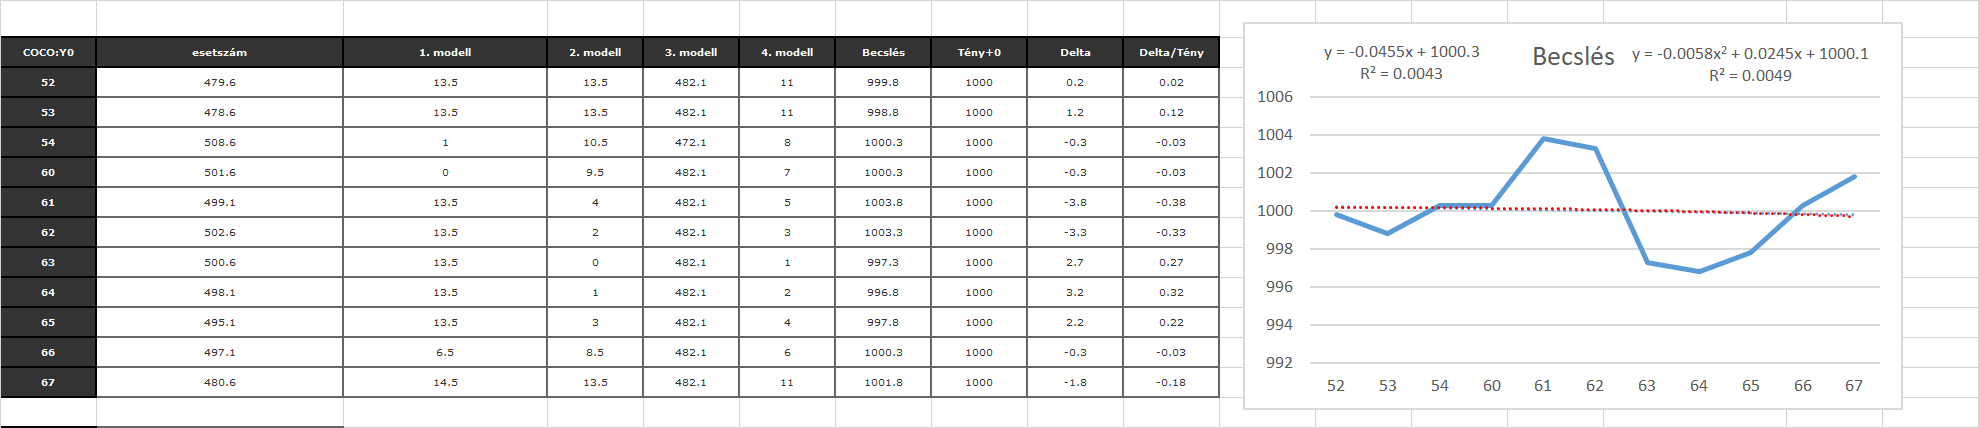 COCO:Y0 esetszám 1. modell 2. modell 3. modell 4. modell Becslés Tény+0 Delta Delta/Tény
52 479.6 13.5 13.5 482.1 11 999.8 1000 0.2 0.02
53 478.6 13.5 13.5 482.1 11 998.8 1000 1.2 0.12
54 508.6 1 10.5 472.1 8 1000.3 1000 -0.3 -0.03
60 501.6 0 9.5 482.1 7 1000.3 1000 -0.3 -0.03
61 499.1 13.5 4 482.1 5 1003.8 1000 -3.8 -0.38
62 502.6 13.5 2 482.1 3 1003.3 1000 -3.3 -0.33
63 500.6 13.5 0 482.1 1 997.3 1000 2.7 0.27
64 498.1 13.5 1 482.1 2 996.8 1000 3.2 0.32
65 495.1 13.5 3 482.1 4 997.8 1000 2.2 0.22
66 497.1 6.5 8.5 482.1 6 1000.3 1000 -0.3 -0.03
67 480.6 14.5 13.5 482.1 11 1001.8 1000 -1.8 -0.18
y = -0.0455x + 1000.3
R² = 0.0043
Becslés
y = -0.0058x² + 0.0245x + 1000.1
R² = 0.0049
1006
1004
1002
1000
998
996
994
992
52 53 54 60 61 62 63 64 65 66 67